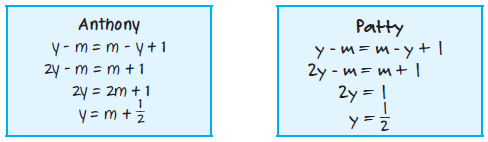 Anthony
y - m = m - y + 1
2y - m = m + 1
2y = 2m + 1
y = m + 1/2
Patty
y - m = m - y + 1
2y - m = m + 1
2y = 1
y = 1/2